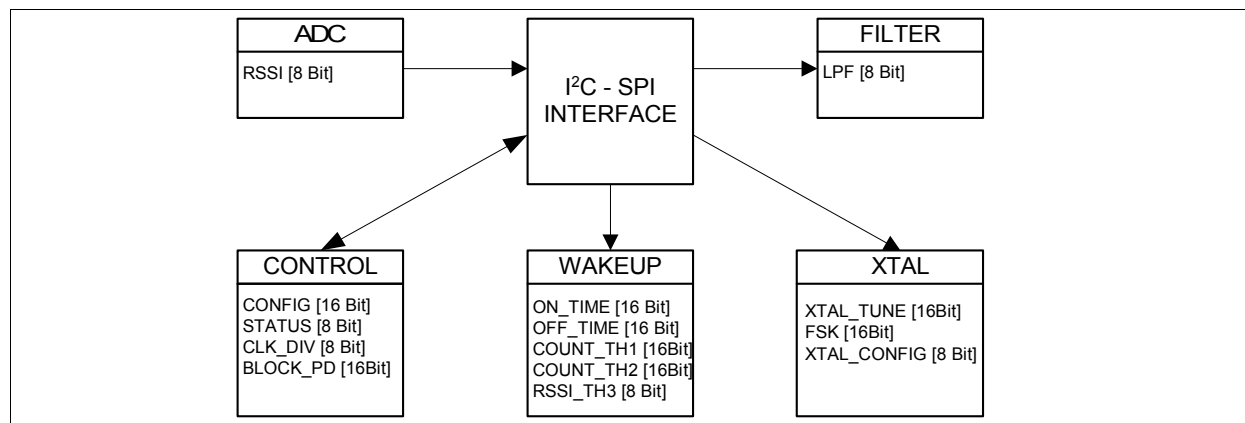 ADC
RSSI [8 Bit]
I²C - SPI
INTERFACE
FILTER
LPF [8 Bit]
CONTROL
CONFIG [16 Bit]
STATUS [8 Bit]
CLK_DIV [8 Bit]
BLOCK_PD [16Bit]
WAKEUP
ON_TIME [16 Bit]
OFF_TIME [16 Bit]
COUNT_TH1 [16Bit]
COUNT_TH2 [16Bit]
RSSI_TH3 [8 Bit]
XTAL
XTAL_TUNE [16Bit]
FSK [16Bit]
XTAL_CONFIG [8 Bit]